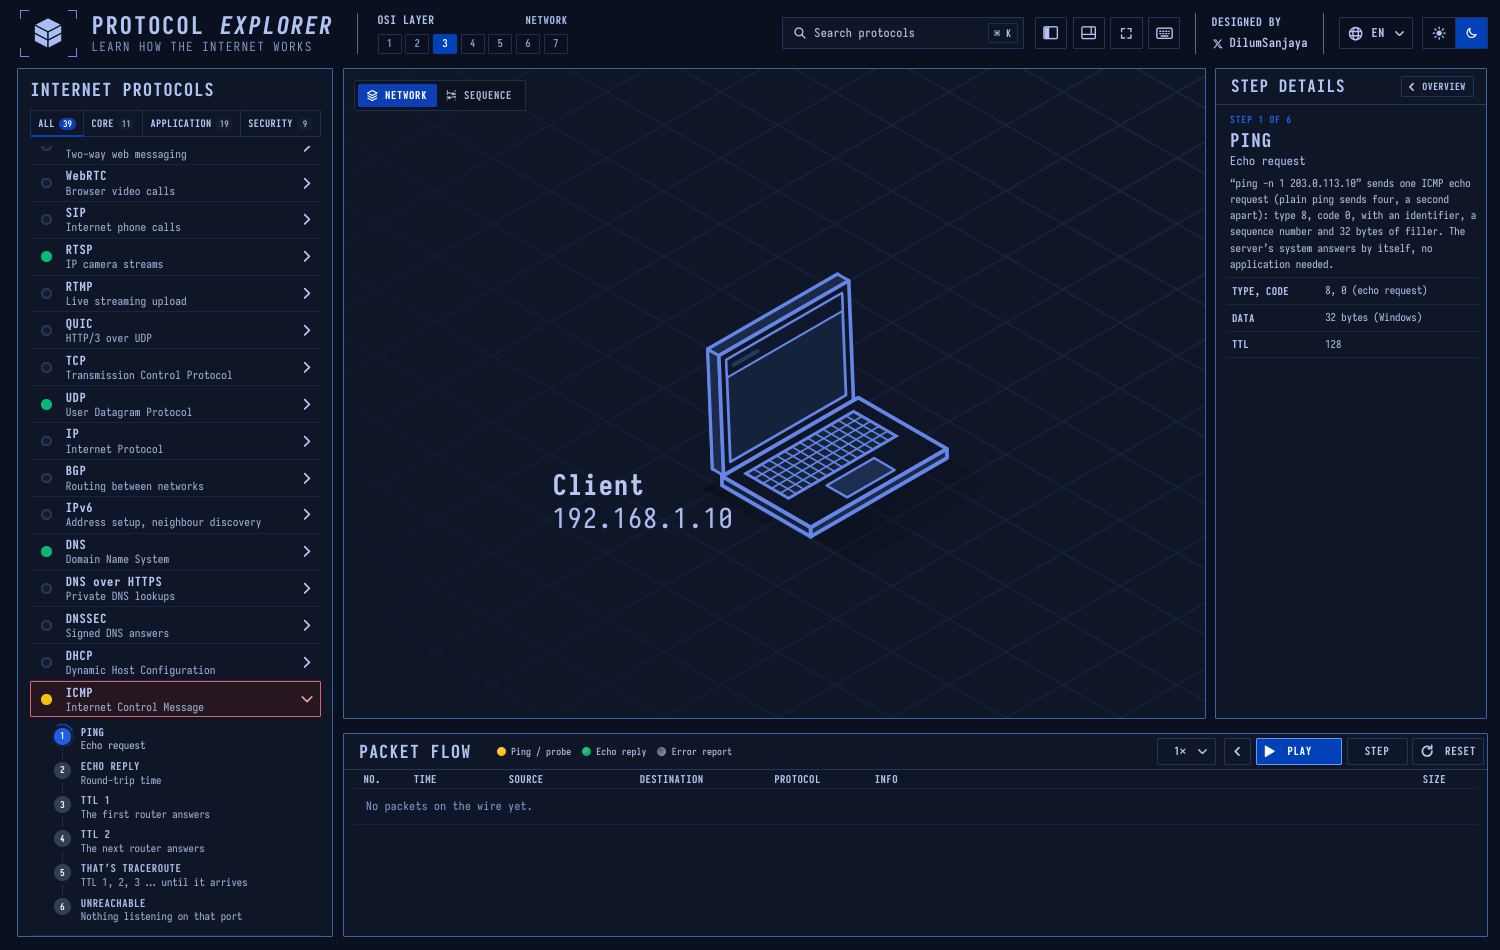 PROTOCOL EXPLORER
LEARN HOW THE INTERNET WORKS
OSI LAYER NETWORK
1 2 3 4 5 6 7
Search protocols ⌘ K
DESIGNED BY
DilumSanjaya
EN
INTERNET PROTOCOLS
ALL 39 CORE 11 APPLICATION 19 SECURITY 9
Two-way web messaging
WebRTC
Browser video calls
SIP
Internet phone calls
RTSP
IP camera streams
RTMP
Live streaming upload
QUIC
HTTP/3 over UDP
TCP
Transmission Control Protocol
UDP
User Datagram Protocol
IP
Internet Protocol
BGP
Routing between networks
IPv6
Address setup, neighbour discovery
DNS
Domain Name System
DNS over HTTPS
Private DNS lookups
DNSSEC
Signed DNS answers
DHCP
Dynamic Host Configuration
ICMP
Internet Control Message
1 PING
Echo request
2 ECHO REPLY
Round-trip time
3 TTL 1
The first router answers
4 TTL 2
The next router answers
5 THAT’S TRACEROUTE
TTL 1, 2, 3 … until it arrives
6 UNREACHABLE
Nothing listening on that port
NETWORK SEQUENCE
Client
192.168.1.10
STEP DETAILS OVERVIEW
STEP 1 OF 6
PING
Echo request
“ping -n 1 203.0.113.10” sends one ICMP echo
request (plain ping sends four, a second
apart): type 8, code 0, with an identifier, a
sequence number and 32 bytes of filler. The
server’s system answers by itself, no
application needed.
TYPE, CODE 8, 0 (echo request)
DATA 32 bytes (Windows)
TTL 128
PACKET FLOW Ping / probe Echo reply Error report 1× PLAY STEP RESET
NO. TIME SOURCE DESTINATION PROTOCOL INFO SIZE
No packets on the wire yet.